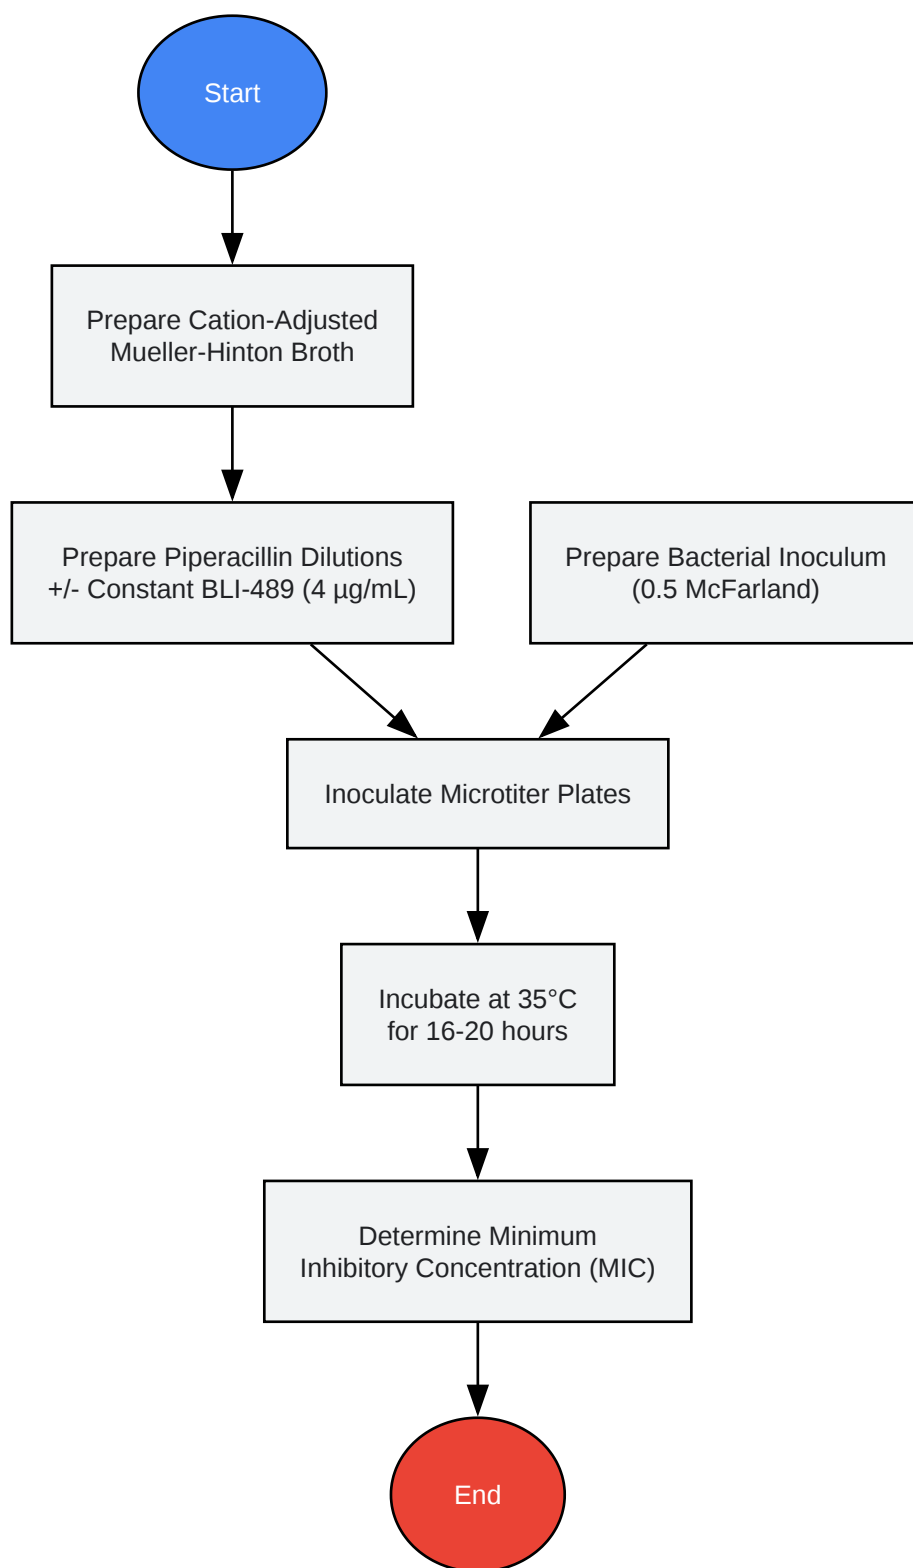 Start
Prepare Cation-Adjusted
Mueller-Hinton Broth
Prepare Piperacillin Dilutions
+/- Constant BLI-489 (4 µg/mL)
Prepare Bacterial Inoculum
(0.5 McFarland)
Inoculate Microtiter Plates
Incubate at 35°C
for 16-20 hours
Determine Minimum
Inhibitory Concentration (MIC)
End